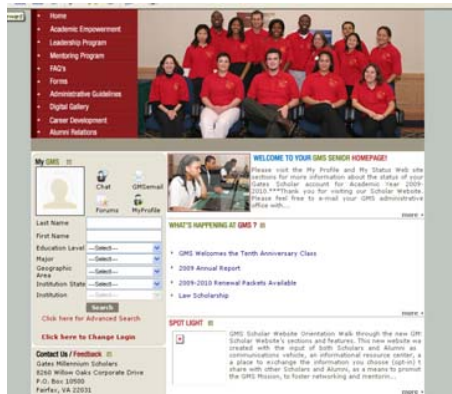 Home
Academic Empowerment
Leadership Program
Mentoring Program
FAQ's
Forms
Administrative Guidelines
Digital Gallery
Career Development
Alumni Relations
My GMS
Chat
GMSemail
Forums
MyProfile
Last Name
First Name
Education Level
---Select---
Major
---Select---
Geographic Area
---Select---
Institution State
---Select---
Institution
---Select---
Search
Click here for Advanced Search
Click here to Change Login
Contact Us / Feedback
Gates Millennium Scholars
8260 Willow Oaks Corporate Drive
P.O. Box 10500
Fairfax, VA 22031
WELCOME TO YOUR GMS SENIOR HOMEPAGE!
Please visit the My Profile and My Status Web site
sections for more information about the status of your
Gates Scholar account for Academic Year 2009-
2010.***Thank you for visiting our Scholar Website.
Please feel free to e-mail your GMS administrative
office with...
more
WHAT'S HAPPENING AT GMS ?
GMS Welcomes the Tenth Anniversary Class
2009 Annual Report
2009-2010 Renewal Packets Available
Law Scholarship
more
SPOT LIGHT
GMS Scholar Website Orientation Walk through the new GM
Scholar Website's sections and features. This new website wa
created with the input of both Scholars and Alumni as
communications vehicle, an informational resource center, a
a place to exchange the information you choose (opt-in) t
share with other Scholars and Alumni, as a means to promot
the GMS Mission, to foster networking and mentorin...
more